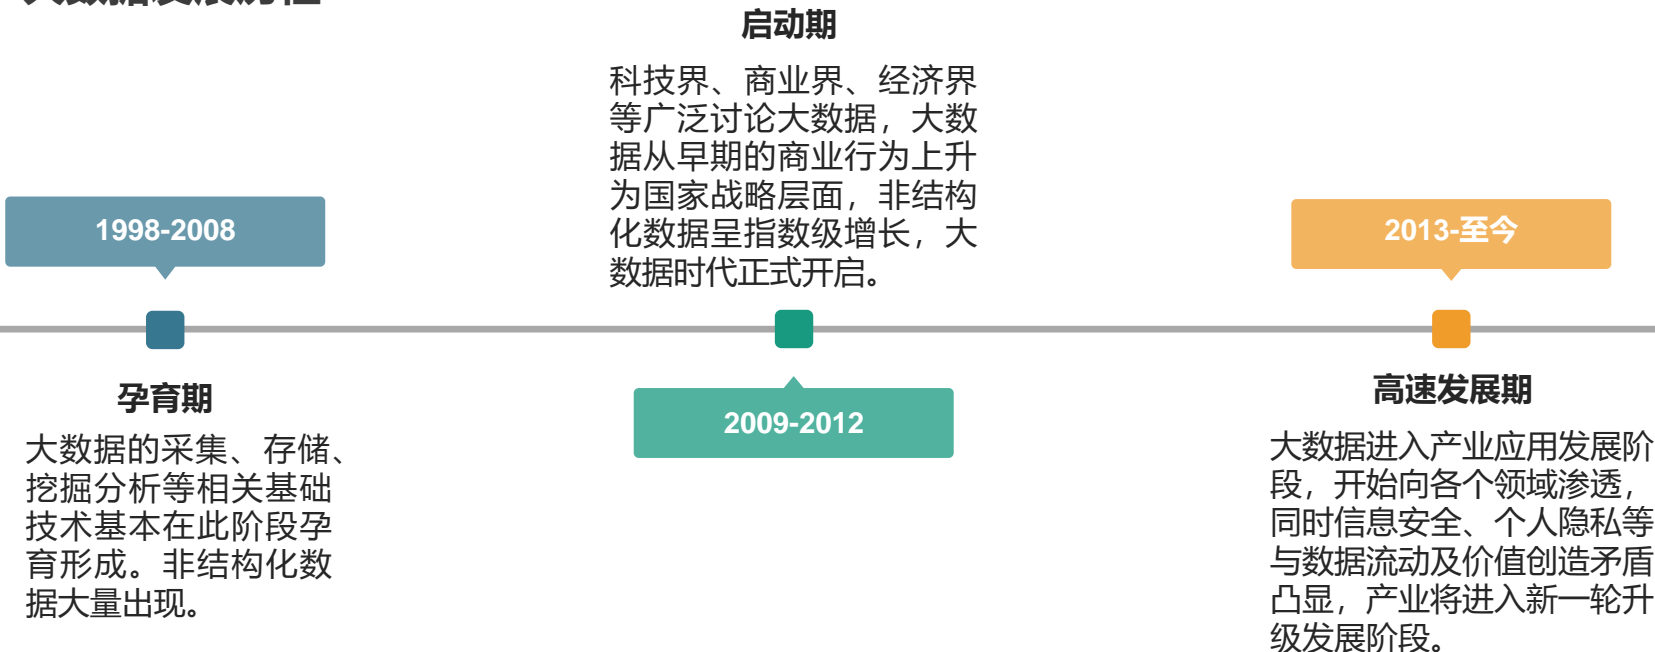 大数据发展历程
1998-2008
孕育期
大数据的采集、存储、
挖掘分析等相关基础
技术基本在此阶段孕
育形成。非结构化数
据大量出现。
启动期
科技界、商业界、经济界
等广泛讨论大数据，大数
据从早期的商业行为上升
为国家战略层面，非结构
化数据呈指数级增长，大
数据时代正式开启。
2009-2012
2013-至今
高速发展期
大数据进入产业应用发展阶
段，开始向各个领域渗透，
同时信息安全、个人隐私等
与数据流动及价值创造矛盾
凸显，产业将进入新一轮升
级发展阶段。